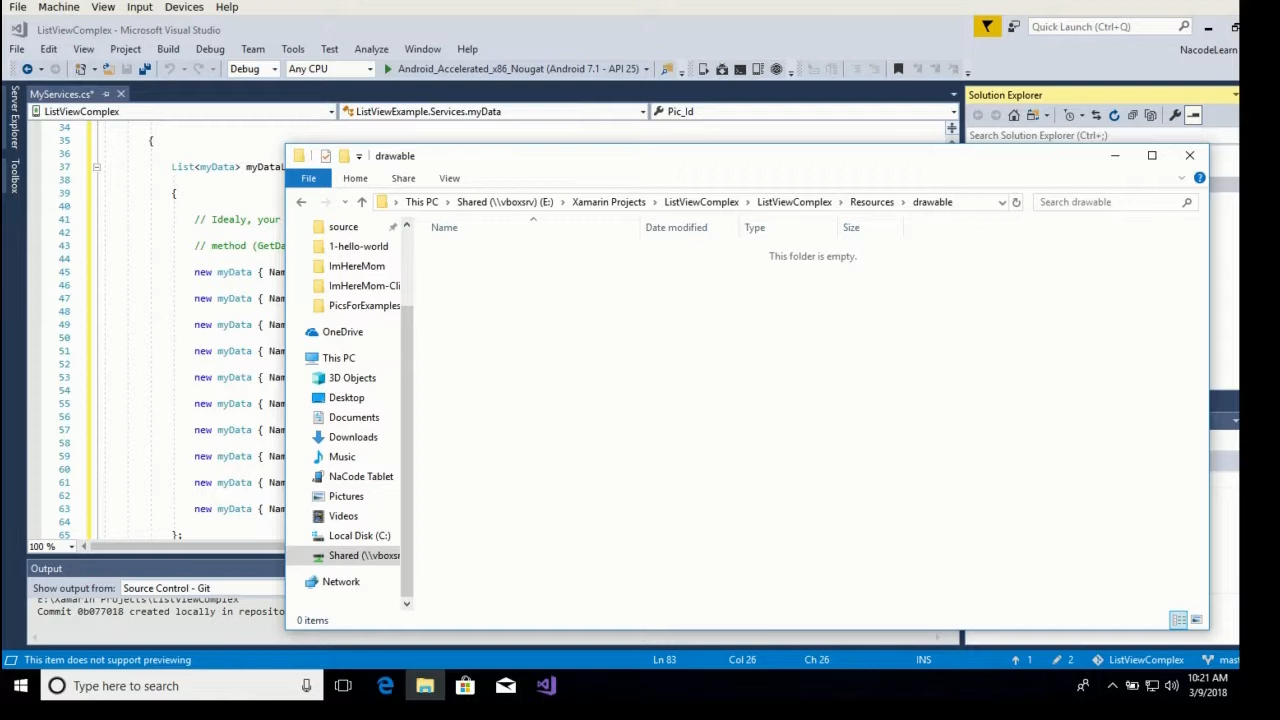 File Machine View Input Devices Help
ListViewComplex - Microsoft Visual Studio
Quick Launch (Ctrl+Q)
File Edit View Project Build Debug Team Tools Test Analyze Window Help
NacodeLearn
Debug Any CPU Android_Accelerated_x86_Nougat (Android 7.1 - API 25)
Server Explorer
Toolbox
MyServices.cs*
ListViewComplex
ListViewExample.Services.myData
Pic_Id
Solution Explorer
Search Solution Explorer (Ctrl+;)
34
35 {
36
37 List<myData> myDataL
38
39 {
40
41 // Idealy, your
42
43 // method (GetDa
44
45 new myData { Nam
46
47 new myData { Nam
48
49 new myData { Nam
50
51 new myData { Nam
52
53 new myData { Nam
54
55 new myData { Nam
56
57 new myData { Nam
58
59 new myData { Nam
60
61 new myData { Nam
62
63 new myData { Nam
64
65 };
100 %
drawable
File Home Share View
This PC Shared (\\vboxsrv) (E:) Xamarin Projects ListViewComplex ListViewComplex Resources drawable
Search drawable
Name Date modified Type Size
This folder is empty.
source
1-hello-world
ImHereMom
ImHereMom-Cli
PicsForExamples
OneDrive
This PC
3D Objects
Desktop
Documents
Downloads
Music
NaCode Tablet
Pictures
Videos
Local Disk (C:)
Shared (\\vboxsr
Network
0 items
Output
Show output from: Source Control - Git
E:\Xamarin Projects\ListViewComplex
Commit 0b077018 created locally in reposito
This item does not support previewing Ln 83 Col 26 Ch 26 INS 1 2 ListViewComplex mas
Type here to search
10:21 AM
3/9/2018